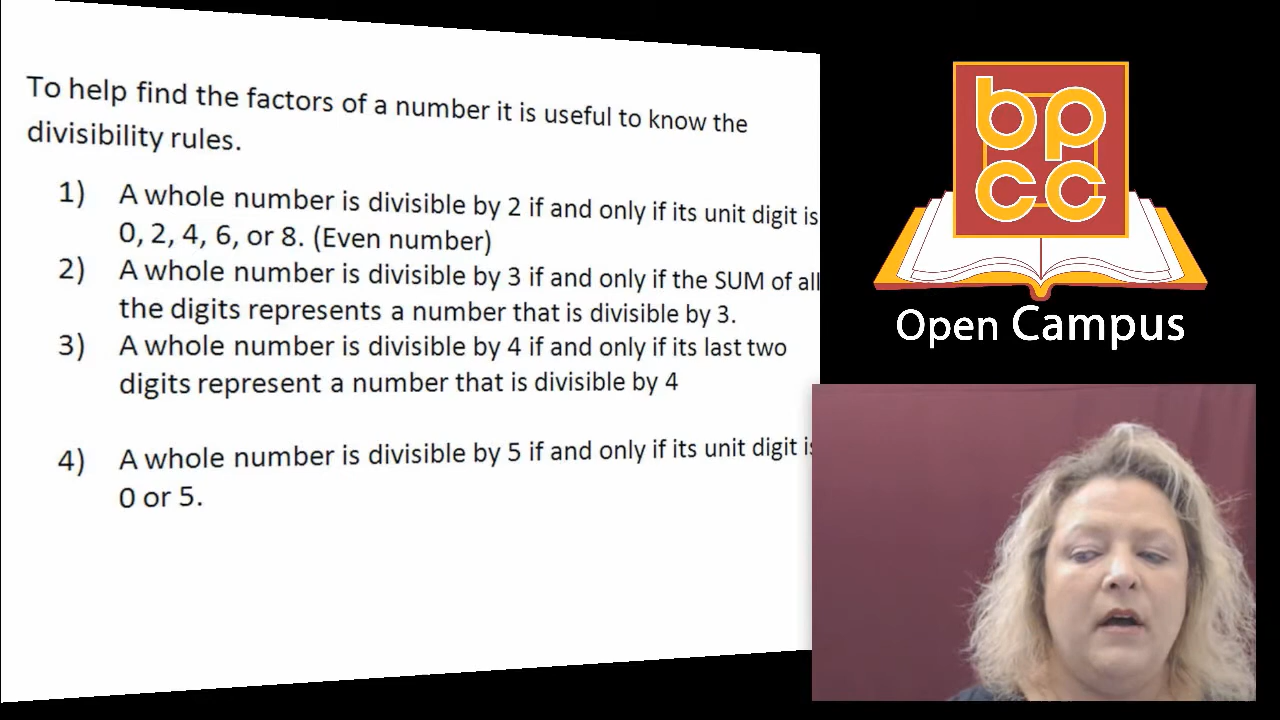 To help find the factors of a number it is useful to know the
divisibility rules.
1) A whole number is divisible by 2 if and only if its unit digit is
0, 2, 4, 6, or 8. (Even number)
2) A whole number is divisible by 3 if and only if the SUM of all
the digits represents a number that is divisible by 3.
3) A whole number is divisible by 4 if and only if its last two
digits represent a number that is divisible by 4
4) A whole number is divisible by 5 if and only if its unit digit is
0 or 5.
bp
cc
Open Campus